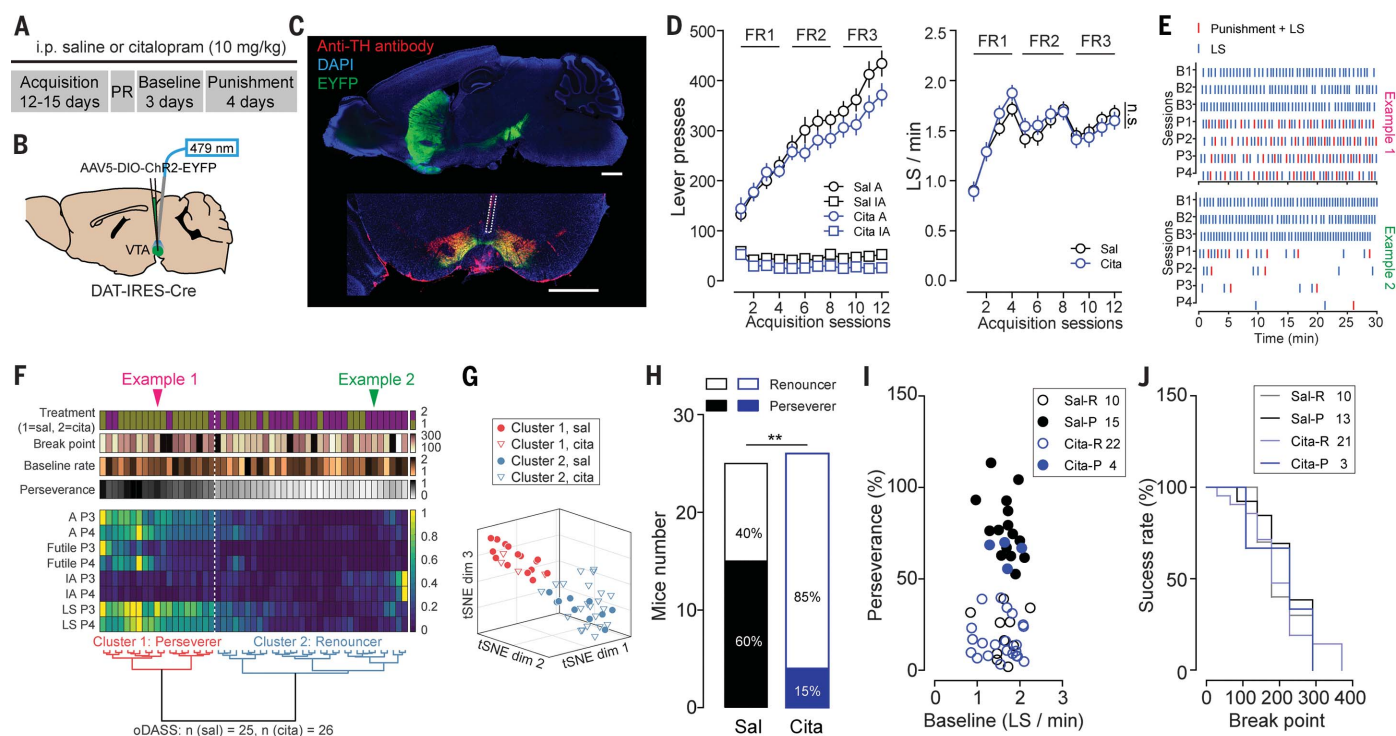 A
i.p. saline or citalopram (10 mg/kg)
Acquisition
12-15 days
PR
Baseline
3 days
Punishment
4 days
B
479 nm
AAV5-DIO-ChR2-EYFP
VTA
DAT-IRES-Cre
C
Anti-TH antibody
DAPI
EYFP
D
FR1 FR2 FR3
Lever presses
500
400
300
200
100
0
Sal A
Sal IA
Cita A
Cita IA
2 4 6 8 10 12
Acquisition sessions
FR1 FR2 FR3
LS / min
2.5
2.0
1.5
1.0
0.5
0.0
n.s
Sal
Cita
2 4 6 8 10 12
Acquisition sessions
E
Punishment + LS
LS
Sessions
B1
B2
B3
P1
P2
P3
P4
Example 1
Sessions
B1
B2
B3
P1
P2
P3
P4
Example 2
0 5 10 15 20 25 30
Time (min)
F
Example 1
Example 2
Treatment
(1=sal, 2=cita)
2
1
Break point
300
100
Baseline rate
2
1
Perseverance
1
0
A P3
A P4
Futile P3
Futile P4
IA P3
IA P4
LS P3
LS P4
1
0.8
0.6
0.4
0.2
0
Cluster 1: Perseverer
Cluster 2: Renouncer
oDASS: n (sal) = 25, n (cita) = 26
G
Cluster 1, sal
Cluster 1, cita
Cluster 2, sal
Cluster 2, cita
tSNE dim 3
tSNE dim 2
tSNE dim 1
H
Renouncer
Perseverer
Mice number
30
20
10
0
**
40%
60%
85%
15%
Sal
Cita
I
Perseverance (%)
150
100
50
0
Sal-R 10
Sal-P 15
Cita-R 22
Cita-P 4
0 1 2 3
Baseline (LS / min)
J
Sucess rate (%)
150
100
0
Sal-R 10
Sal-P 13
Cita-R 21
Cita-P 3
0 100 200 300 400
Break point